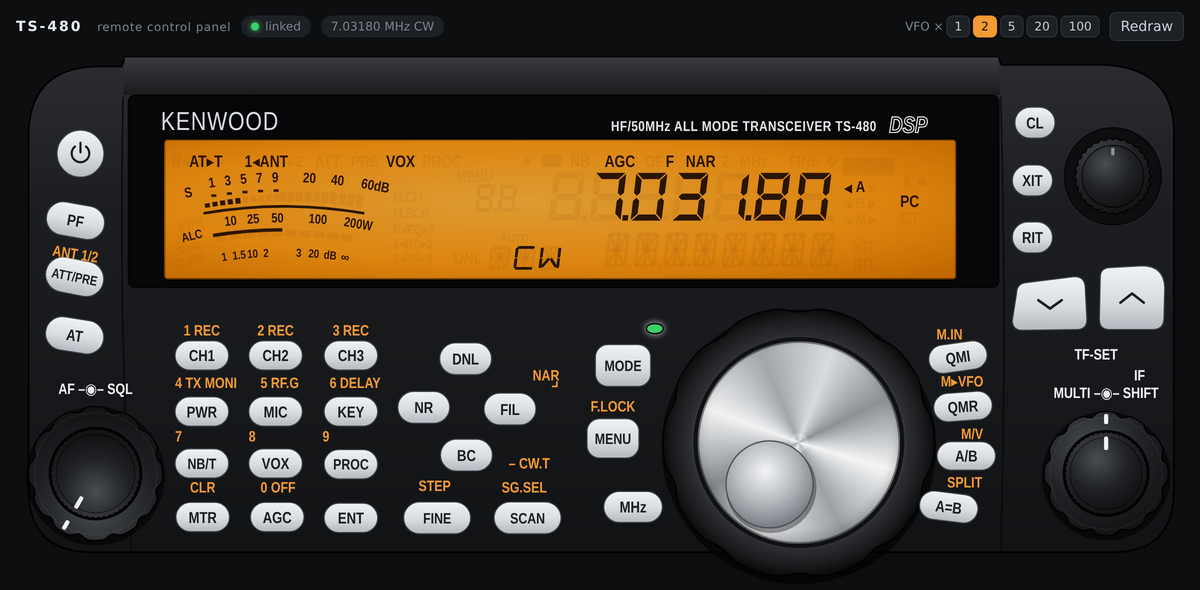 TS-480 remote control panel linked 7.03180 MHz CW VFO × 1 2 5 20 100 Redraw
KENWOOD HF/50MHz ALL MODE TRANSCEIVER TS-480 DSP
AT▸T 1◂ANT VOX AGC F NAR
S 1 3 5 7 9 20 40 60dB
7.031.80 ◂A PC
10 25 50 100 200W
ALC
1 1.5 10 2 3 20 dB ∞
CW
PF
ANT 1/2
ATT/PRE
AT
AF –◉– SQL
1 REC 2 REC 3 REC
CH1 CH2 CH3
4 TX MONI 5 RF.G 6 DELAY
PWR MIC KEY
7 8 9
NB/T VOX PROC
CLR 0 OFF
MTR AGC ENT
DNL
NAR
NR FIL
BC
– CW.T
STEP SG.SEL
FINE SCAN
MODE
F.LOCK
MENU
MHz
M.IN
QMI
M▸VFO
QMR
M/V
A/B
SPLIT
A=B
CL
XIT
RIT
TF-SET
IF
MULTI –◉– SHIFT